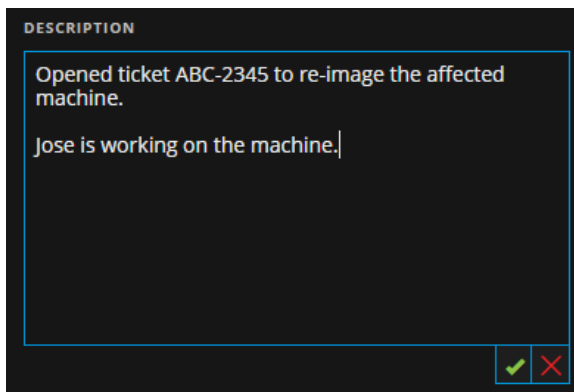 DESCRIPTION
Opened ticket ABC-2345 to re-image the affected
machine.
Jose is working on the machine.